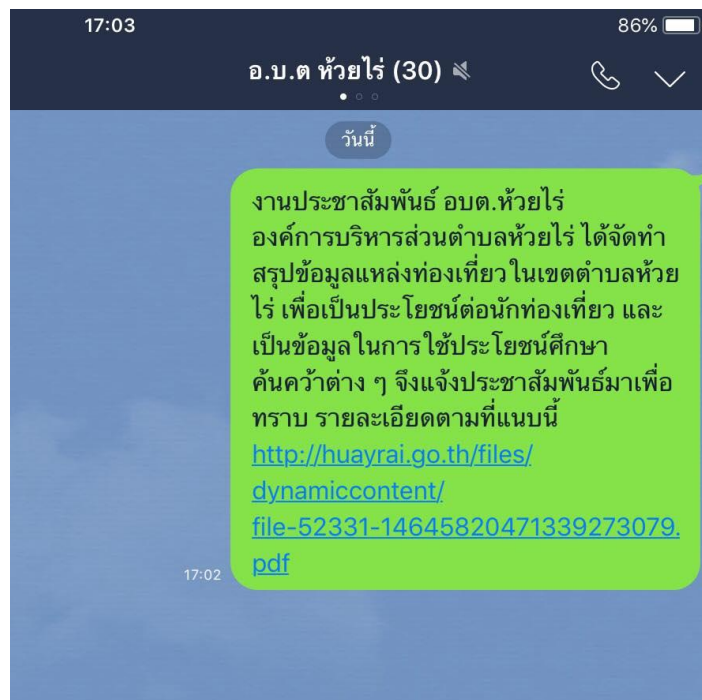 17:03
86%
อ.บ.ต ห้วยไร่ (30)
วันนี้
งานประชาสัมพันธ์ อบต.ห้วยไร่
องค์การบริหารส่วนตำบลห้วยไร่ ได้จัดทำ
สรุปข้อมูลแหล่งท่องเที่ยวในเขตตำบลห้วย
ไร่ เพื่อเป็นประโยชน์ต่อนักท่องเที่ยว และ
เป็นข้อมูลในการใช้ประโยชน์ศึกษา
ค้นคว้าต่าง ๆ จึงแจ้งประชาสัมพันธ์มาเพื่อ
ทราบ รายละเอียดตามที่แนบนี้
http://huayrai.go.th/files/
dynamiccontent/
file-52331-14645820471339273079.
pdf
17:02